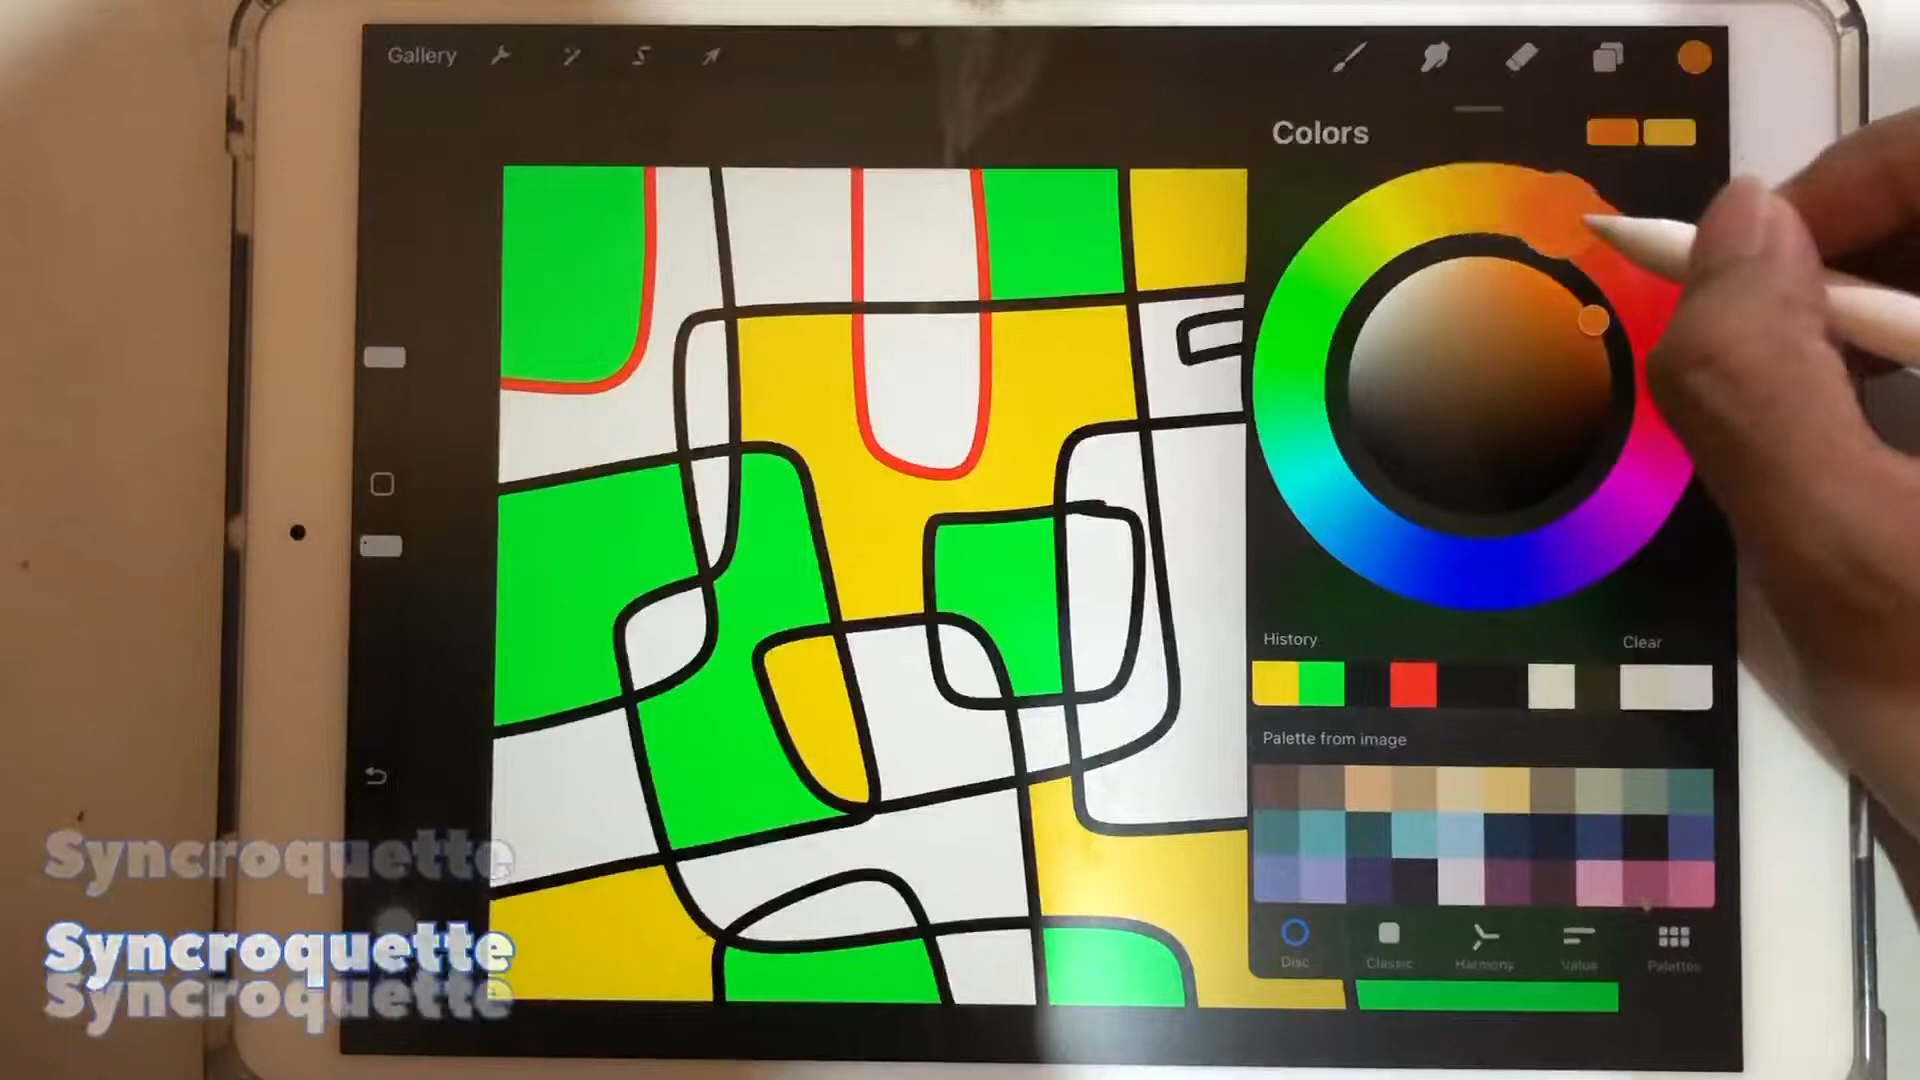 Gallery
Colors
History
Clear
Palette from image
Disc
Classic
Harmony
Value
Palettes
Syncroquette
Syncroquette
Syncroquette